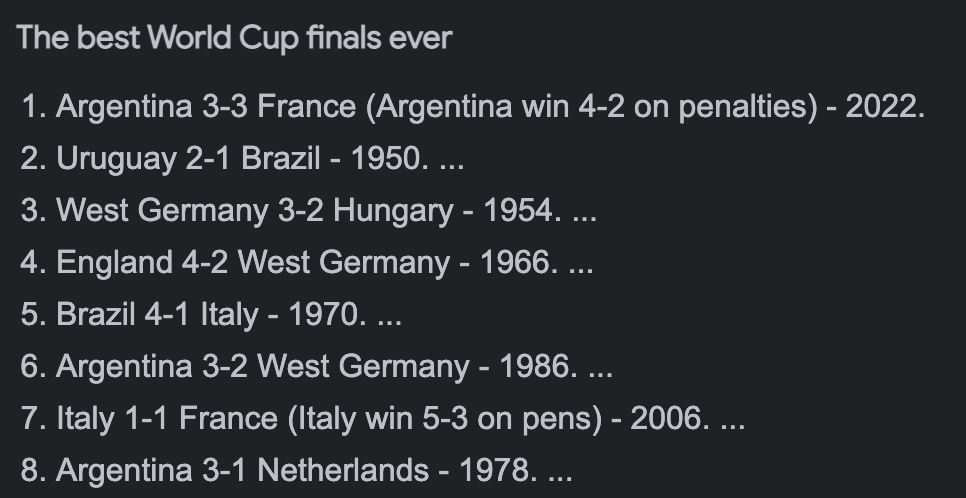 The best World Cup finals ever
1. Argentina 3-3 France (Argentina win 4-2 on penalties) - 2022.
2. Uruguay 2-1 Brazil - 1950. ...
3. West Germany 3-2 Hungary - 1954. ...
4. England 4-2 West Germany - 1966. ...
5. Brazil 4-1 Italy - 1970. ...
6. Argentina 3-2 West Germany - 1986. ...
7. Italy 1-1 France (Italy win 5-3 on pens) - 2006. ...
8. Argentina 3-1 Netherlands - 1978. ...